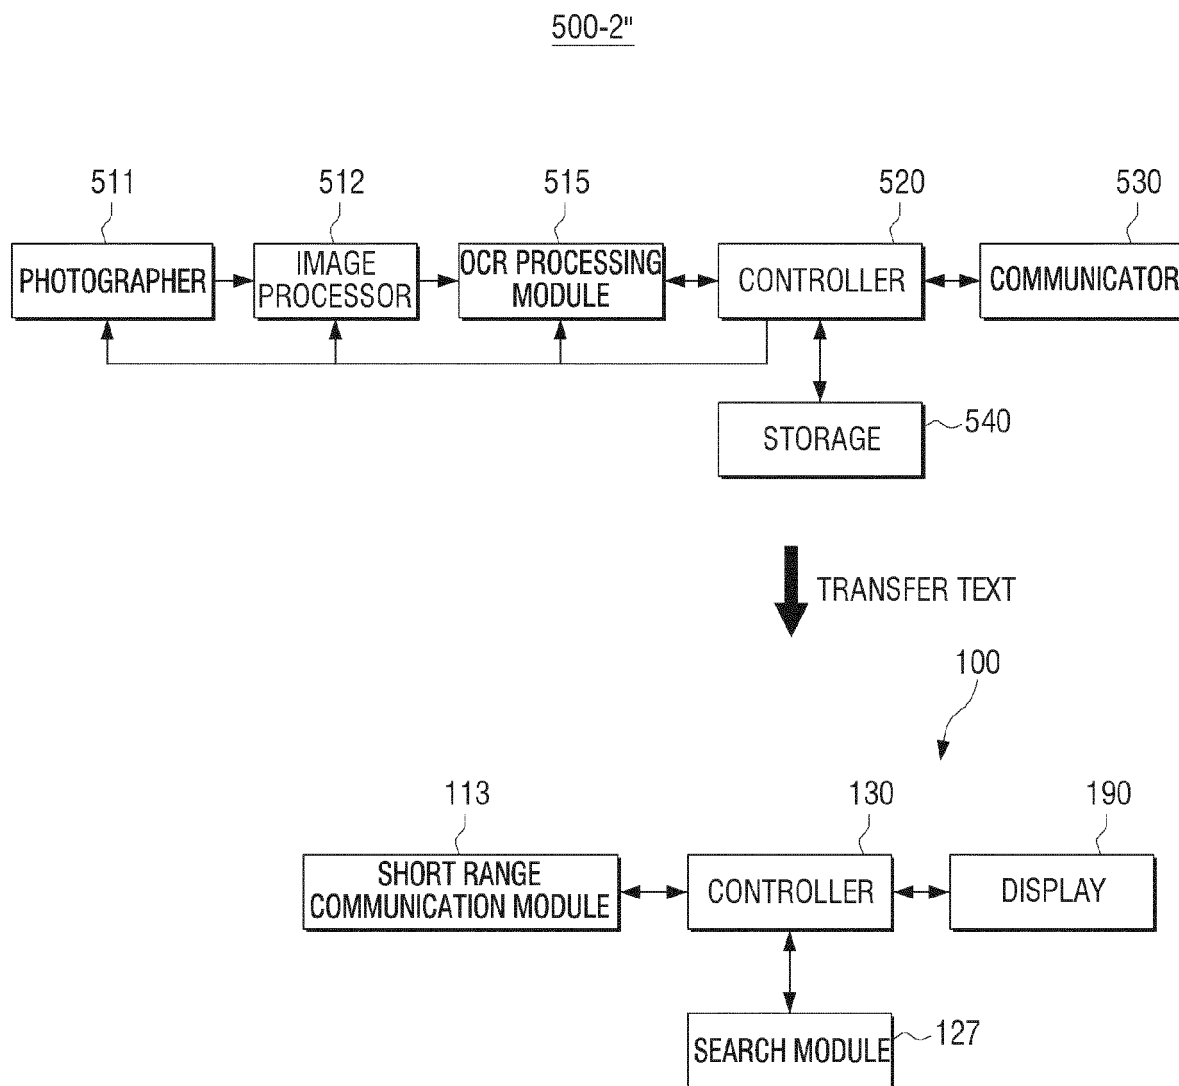 500-2"
511
512
515
520
530
PHOTOGRAPHER
IMAGE
PROCESSOR
OCR PROCESSING
MODULE
CONTROLLER
COMMUNICATOR
STORAGE
540
TRANSFER TEXT
100
113
130
190
SHORT RANGE
COMMUNICATION MODULE
CONTROLLER
DISPLAY
SEARCH MODULE
127